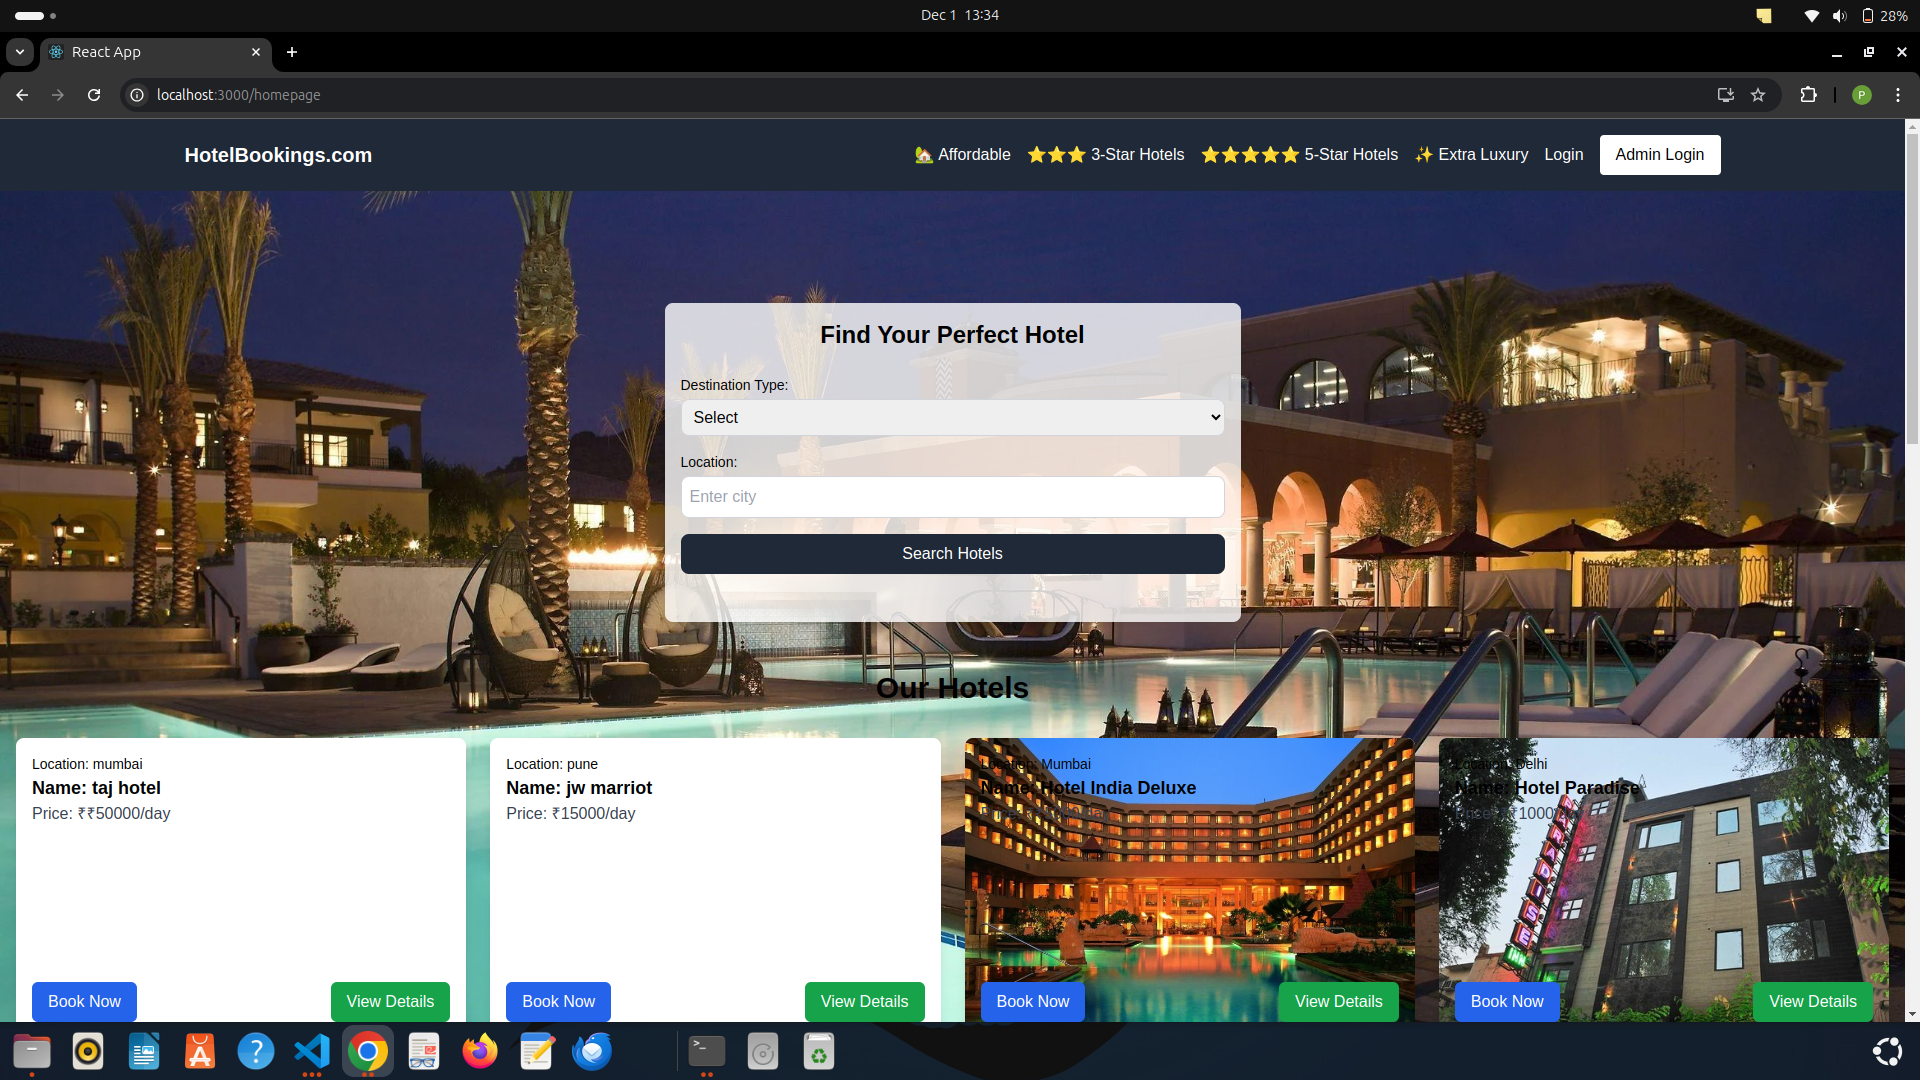 Dec 1 13:34
28%
React App
localhost:3000/homepage
P
HotelBookings.com
Affordable
3-Star Hotels
5-Star Hotels
Extra Luxury
Login
Admin Login
Find Your Perfect Hotel
Destination Type:
Select
Location:
Enter city
Search Hotels
Our Hotels
Location: mumbai
Name: taj hotel
Price: ₹₹50000/day
Book Now
View Details
Location: pune
Name: jw marriot
Price: ₹15000/day
Book Now
View Details
Location: Mumbai
Name: Hotel India Deluxe
Book Now
View Details
Location: Delhi
Name: Hotel Paradise
PARADISE
INN
Book Now
View Details